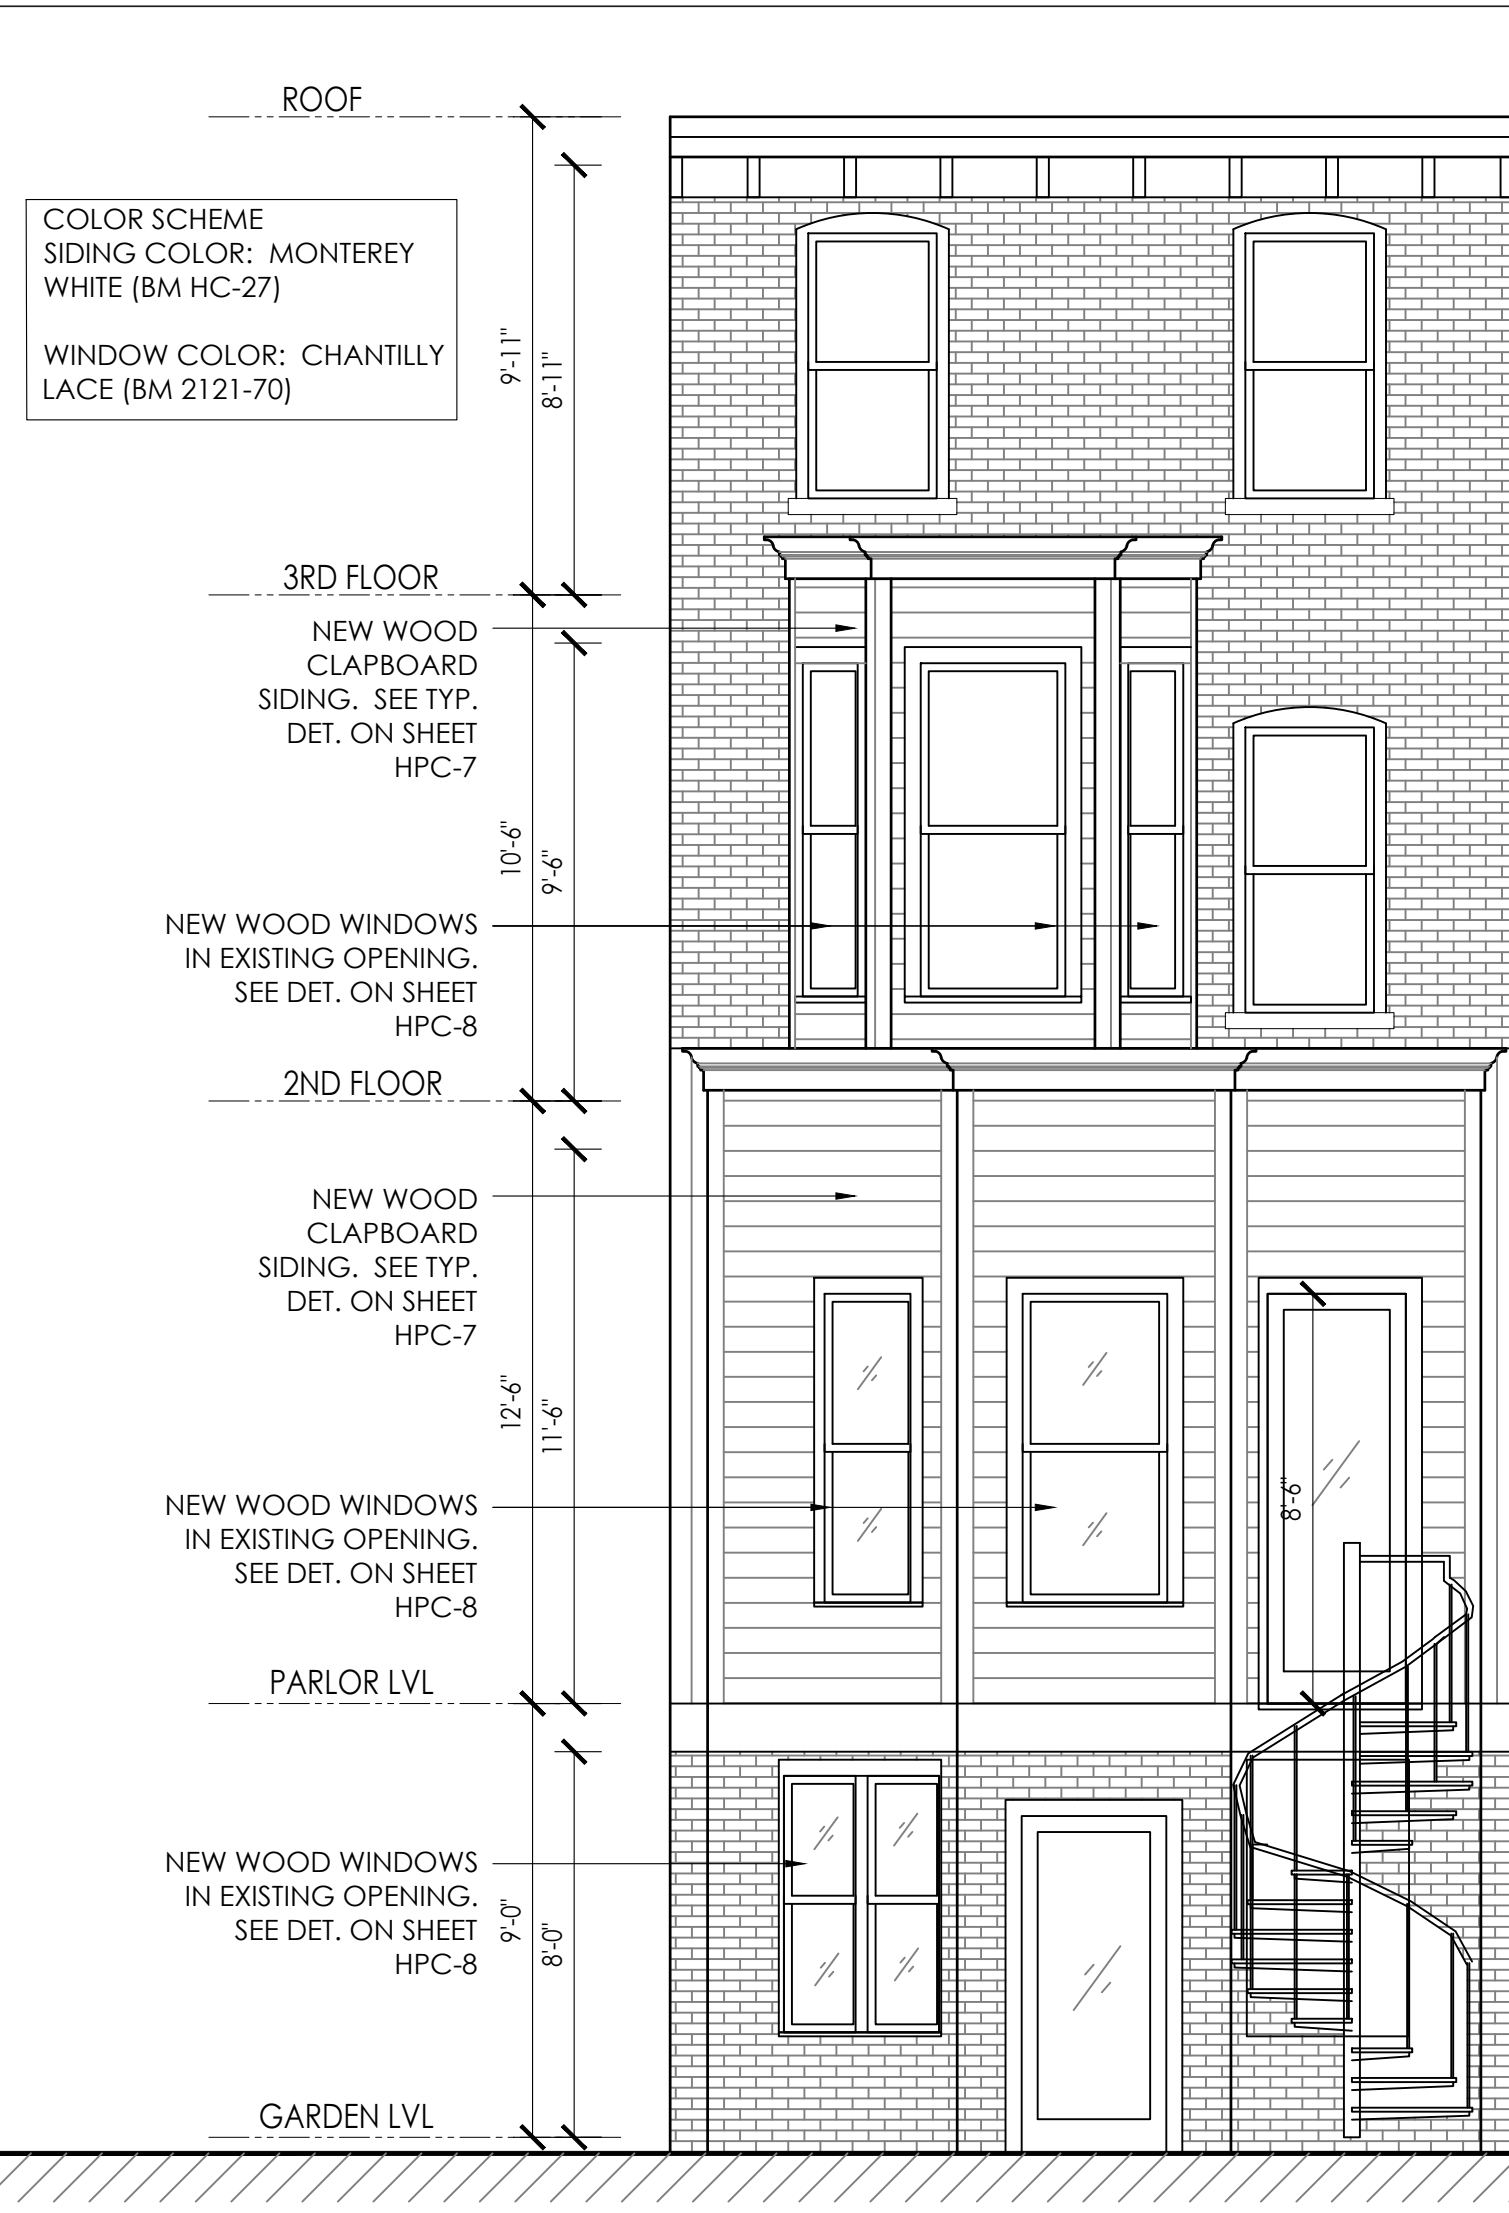 ROOF
COLOR SCHEME
SIDING COLOR: MONTEREY
WHITE (BM HC-27)
WINDOW COLOR: CHANTILLY
LACE (BM 2121-70)
9'-11"
8'-11"
3RD FLOOR
NEW WOOD
CLAPBOARD
SIDING. SEE TYP.
DET. ON SHEET
HPC-7
10'-6"
9'-6"
NEW WOOD WINDOWS
IN EXISTING OPENING.
SEE DET. ON SHEET
HPC-8
2ND FLOOR
NEW WOOD
CLAPBOARD
SIDING. SEE TYP.
DET. ON SHEET
HPC-7
12'-6"
11'-6"
8'-6"
NEW WOOD WINDOWS
IN EXISTING OPENING.
SEE DET. ON SHEET
HPC-8
PARLOR LVL
NEW WOOD WINDOWS
IN EXISTING OPENING.
SEE DET. ON SHEET
HPC-8
9'-0"
8'-0"
GARDEN LVL